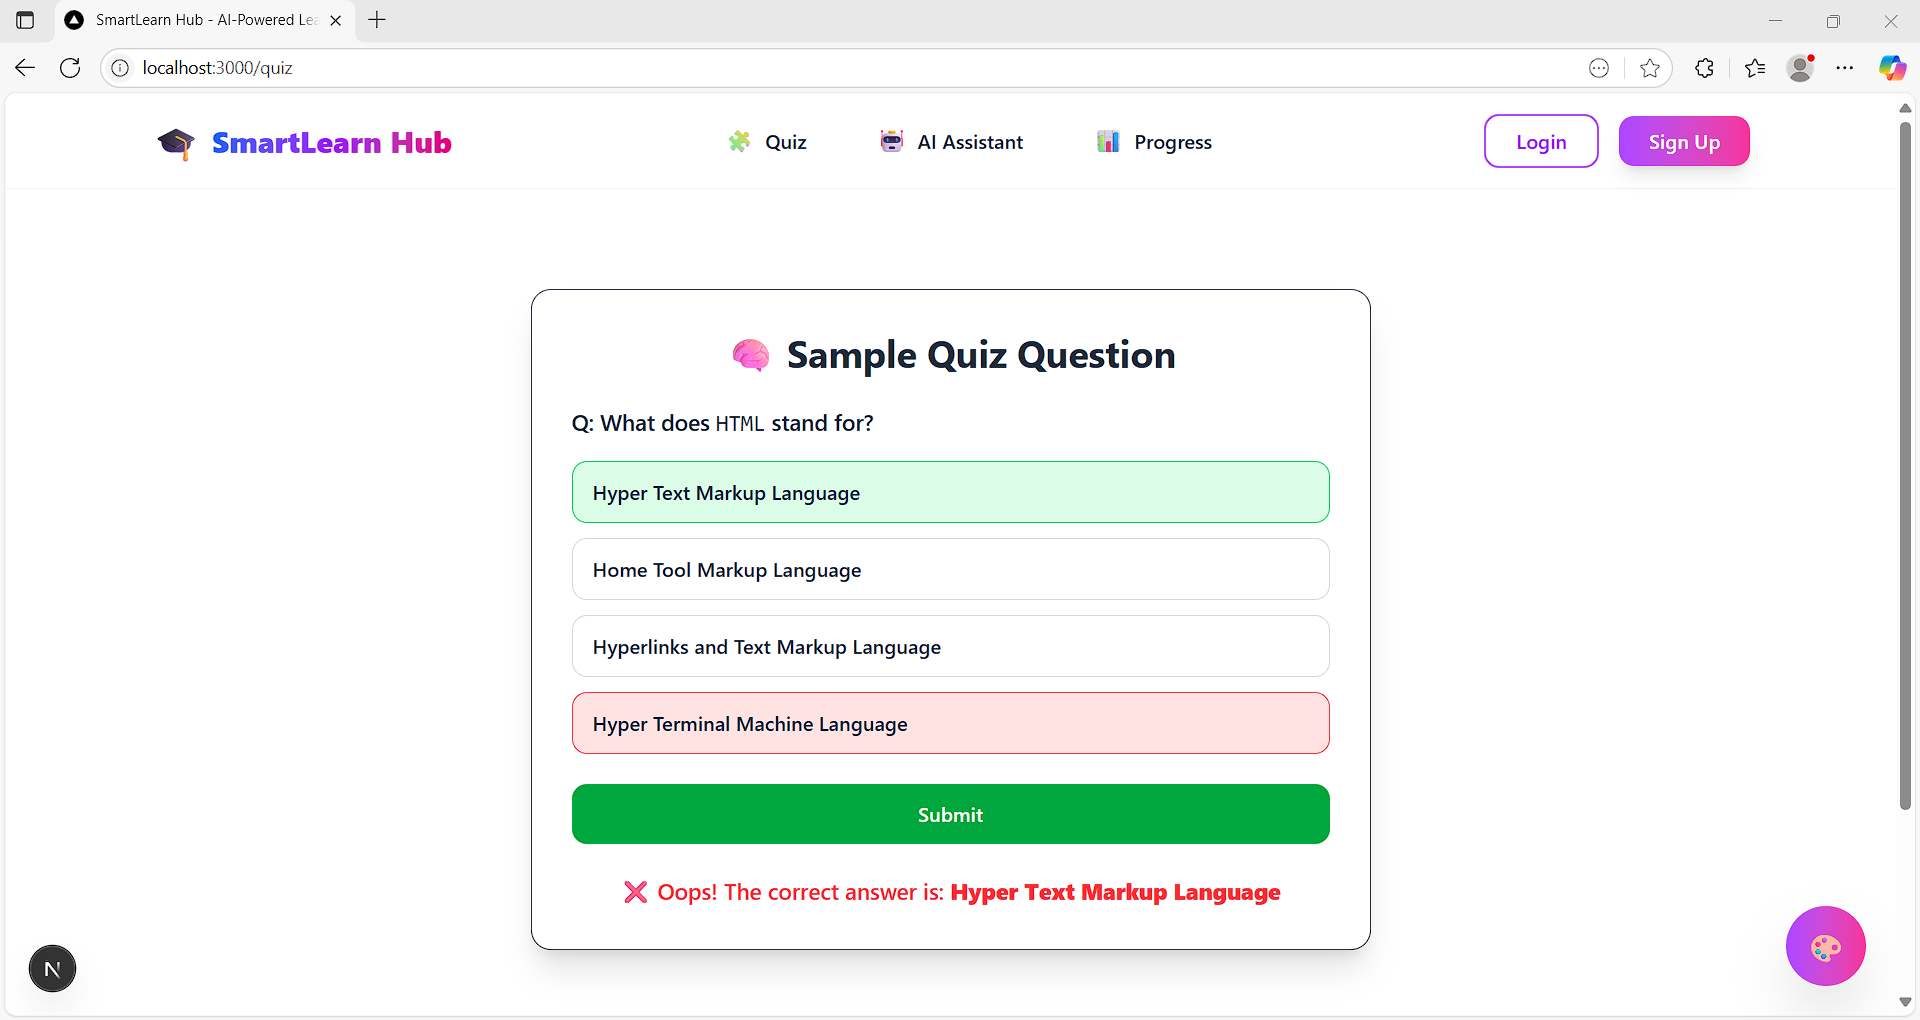 SmartLearn Hub - AI-Powered Lea
localhost:3000/quiz
SmartLearn Hub
Quiz
AI Assistant
Progress
Login
Sign Up
Sample Quiz Question
Q: What does HTML stand for?
Hyper Text Markup Language
Home Tool Markup Language
Hyperlinks and Text Markup Language
Hyper Terminal Machine Language
Submit
Oops! The correct answer is: Hyper Text Markup Language
N